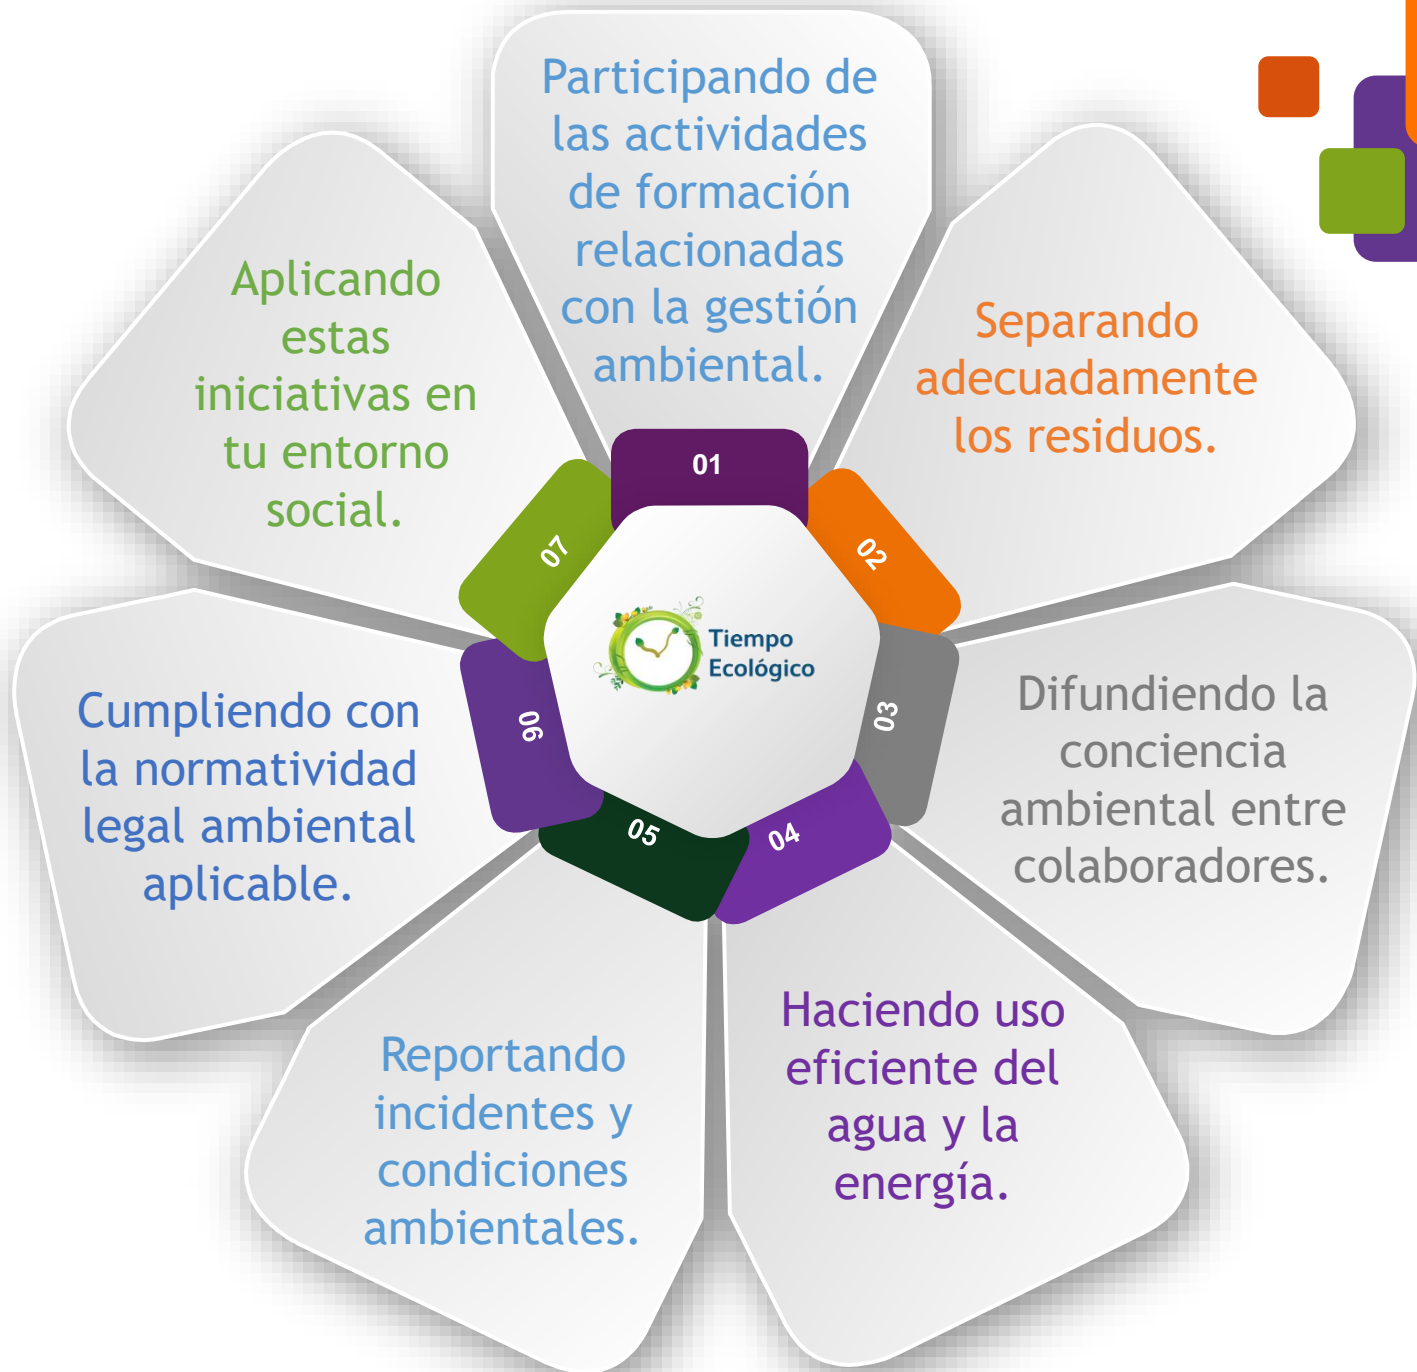 Participando de
las actividades
de formación
relacionadas
con la gestión
ambiental.
01
Separando
adecuadamente
los residuos.
02
Difundiendo la
conciencia
ambiental entre
colaboradores.
03
Haciendo uso
eficiente del
agua y la
energía.
04
Reportando
incidentes y
condiciones
ambientales.
05
Cumpliendo con
la normatividad
legal ambiental
aplicable.
06
Aplicando
estas
iniciativas en
tu entorno
social.
07
Tiempo
Ecológico